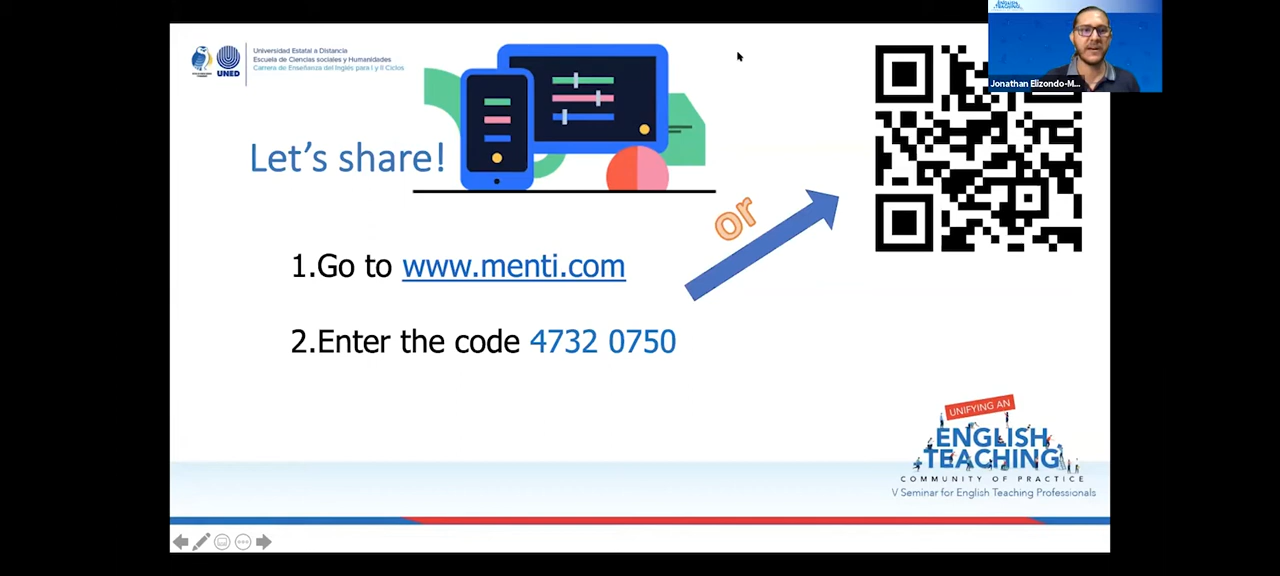 ENGLISH
TEACHING
Universidad Estatal a Distancia
Escuela de Ciencias sociales y Humanidades
Carrera de Enseñanza del Inglés para I y II Ciclos
UNED
Jonathan Elizondo-M...
Let's share!
or
1.Go to www.menti.com
2.Enter the code 4732 0750
UNIFYING AN
ENGLISH
TEACHING
COMMUNITY OF PRACTICE
V Seminar for English Teaching Professionals